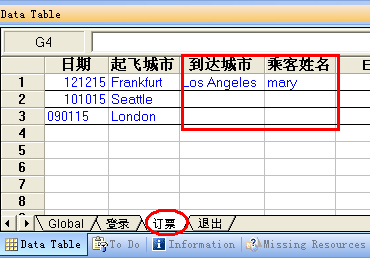 Data Table
G4
日期 起飞城市 到达城市 乘客姓名 E
1 121215 Frankfurt Los Angeles mary
2 101015 Seattle
3 090115 London
4
5
6
7
8
Global 登录 订票 退出
Data Table To Do Information Missing Resources